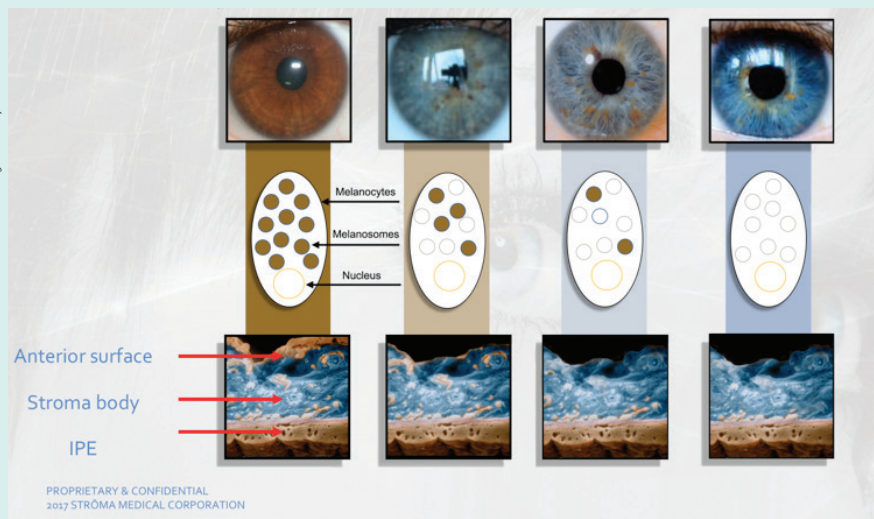 Melanocytes
Melanosomes
Nucleus
Anterior surface
Stroma body
IPE
PROPRIETARY & CONFIDENTIAL
2017 STRŌMA MEDICAL CORPORATION